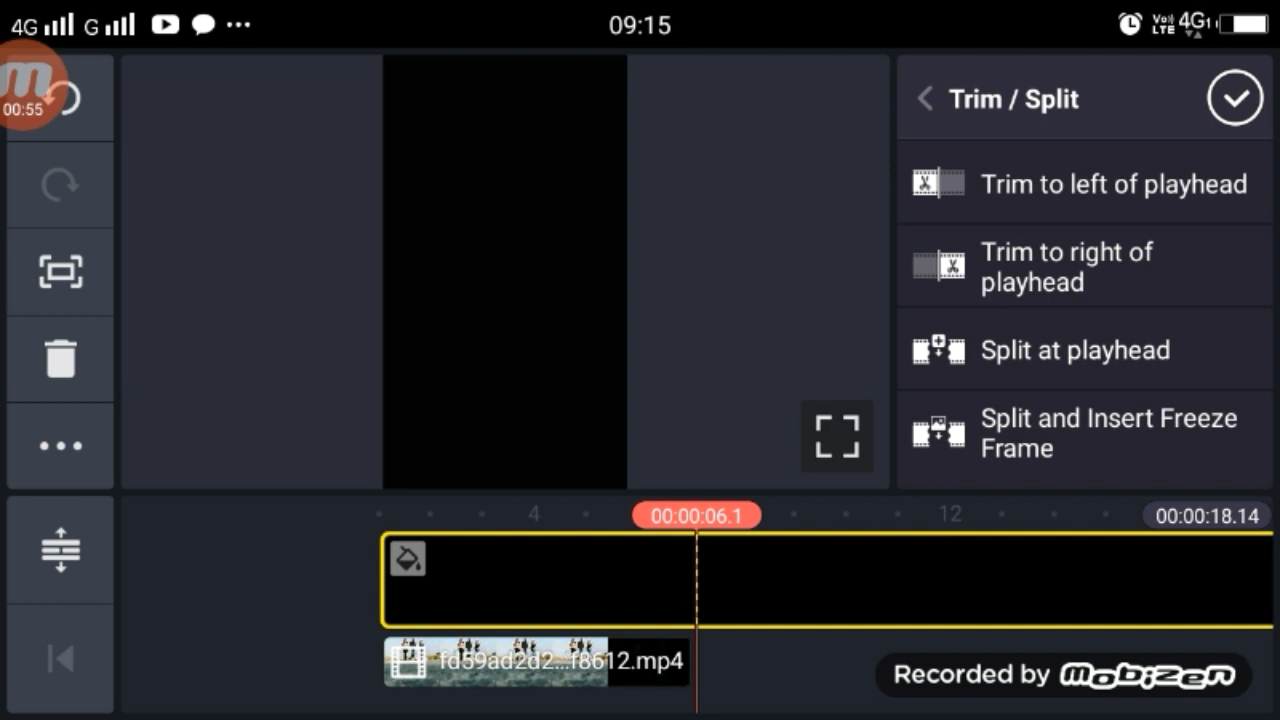 4G G ... 09:15 VoD LTE 4G
m
00:55
Trim / Split
Trim to left of playhead
Trim to right of
playhead
Split at playhead
Split and Insert Freeze
Frame
4 00:00:06.1 12 00:00:18.14
fd59ad2d2...f8612.mp4
Recorded by mobizen